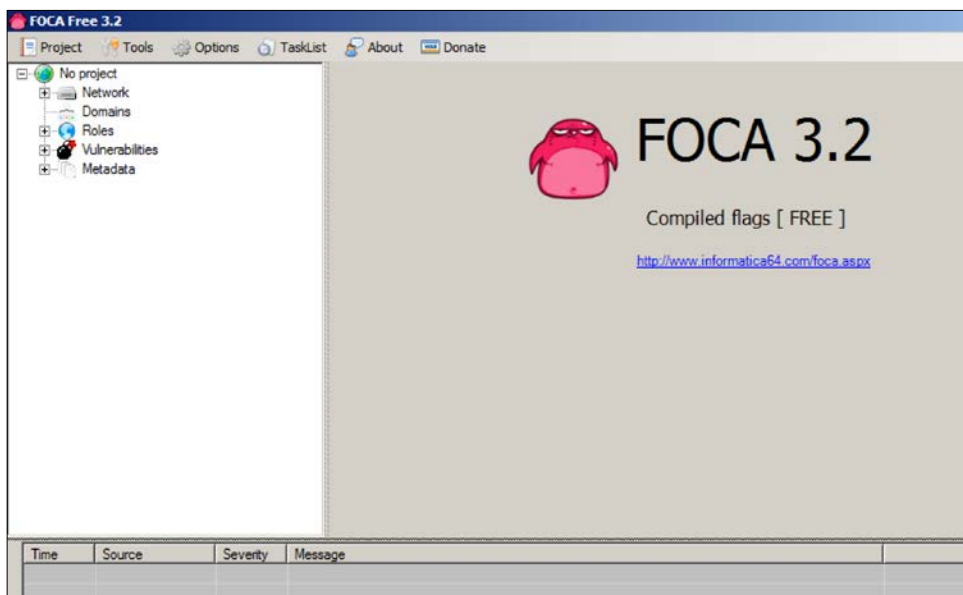 FOCA Free 3.2
Project Tools Options TaskList About Donate
No project
Network
Domains
Roles
Vulnerabilities
Metadata
FOCA 3.2
Compiled flags [ FREE ]
http://www.informatica64.com/foca.aspx
Time Source Severity Message